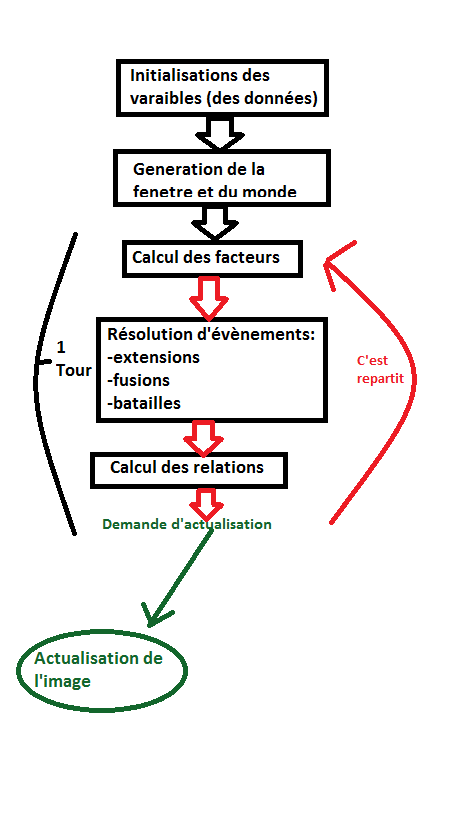 Initialisations des
varaibles (des données)
Generation de la
fenetre et du monde
Calcul des facteurs
Résolution d'évènements:
-extensions
-fusions
-batailles
1
Tour
C'est
repartit
Calcul des relations
Demande d'actualisation
Actualisation de
l'image